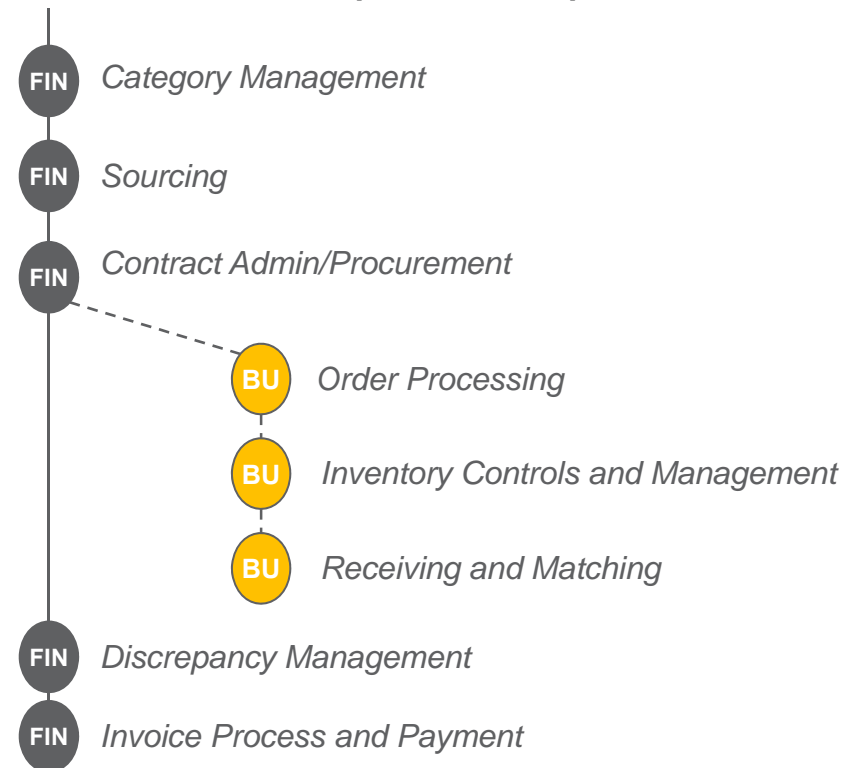 FIN Category Management
FIN Sourcing
FIN Contract Admin/Procurement
BU Order Processing
BU Inventory Controls and Management
BU Receiving and Matching
FIN Discrepancy Management
FIN Invoice Process and Payment